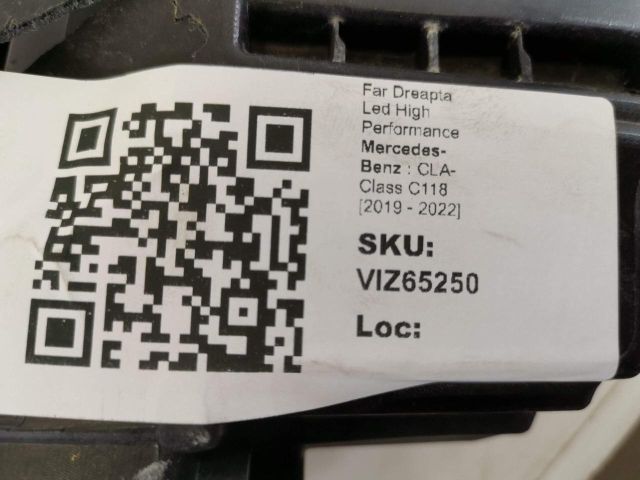 Far Dreapta
Led High
Performance
Mercedes-
Benz : CLA-
Class C118
[2019 - 2022]
SKU:
VIZ65250
Loc: